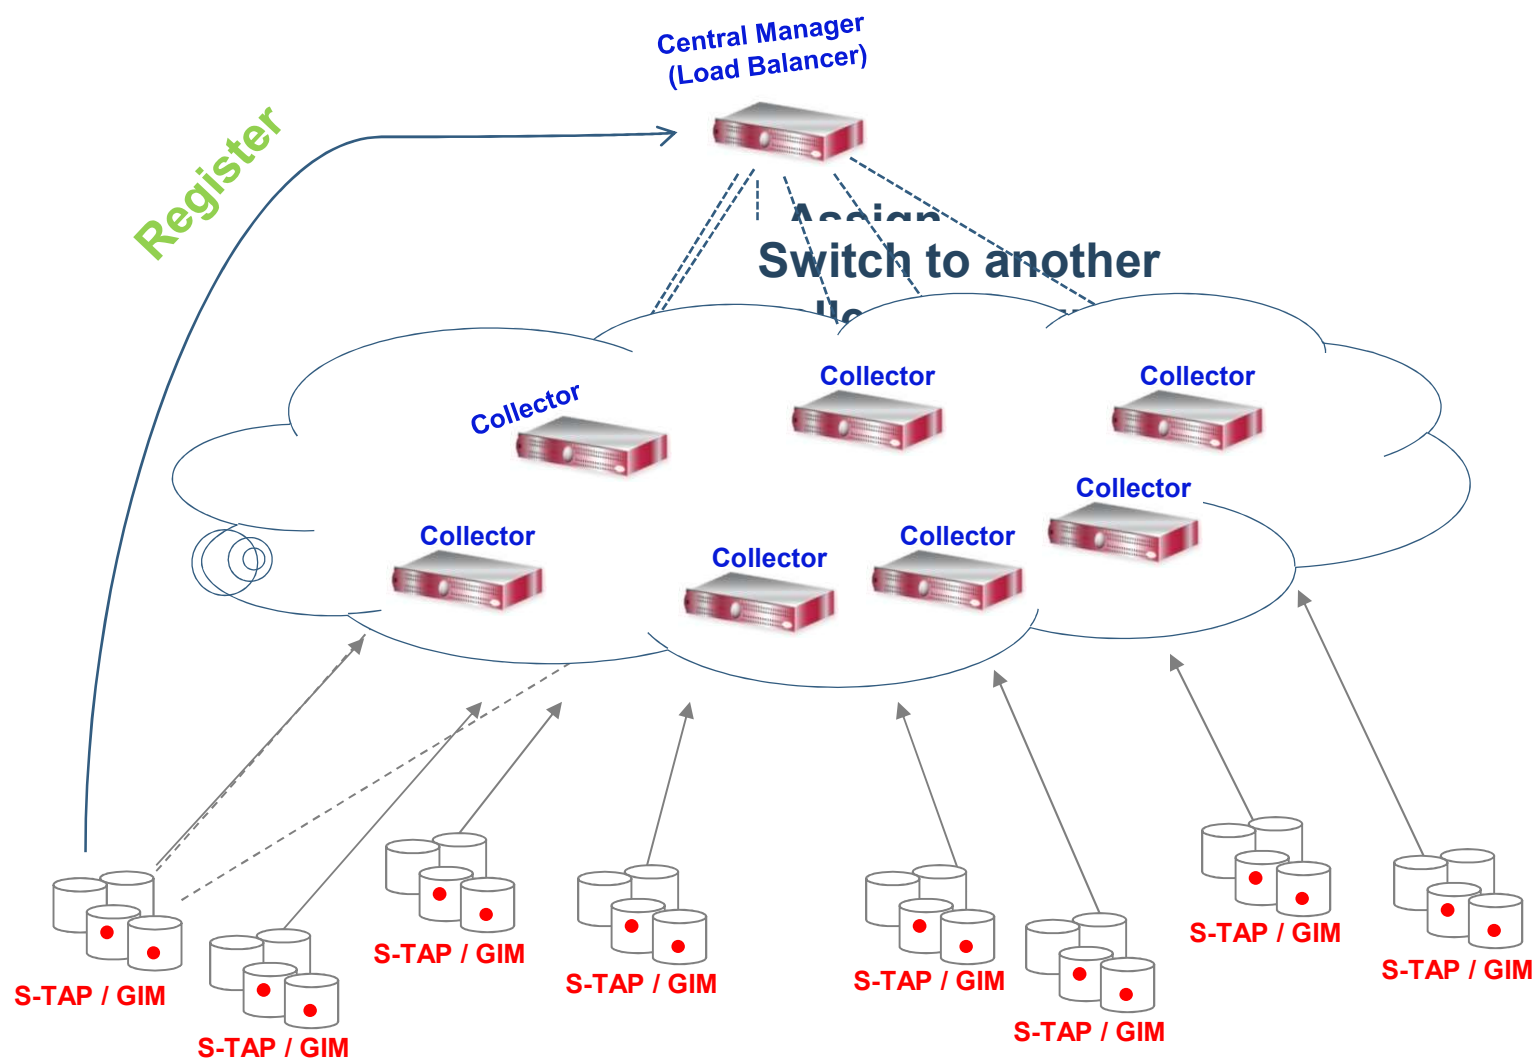 Central Manager
(Load Balancer)
Register
Assign
Switch to another
Collector
Collector
Collector
Collector
Collector
Collector
Collector
S-TAP / GIM
S-TAP / GIM
S-TAP / GIM
S-TAP / GIM
S-TAP / GIM
S-TAP / GIM
S-TAP / GIM
S-TAP / GIM